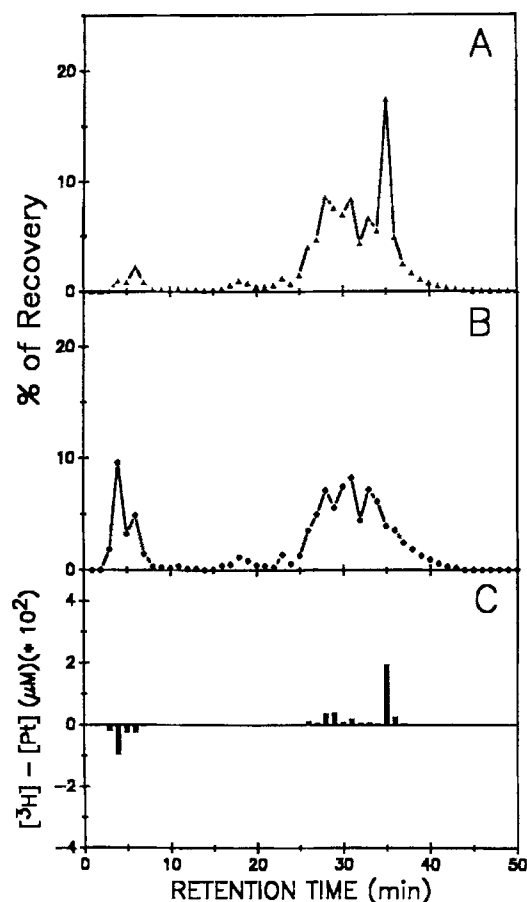 A
20
10
0
% of Recovery
B
20
10
0
C
4
2
0
-2
-4
[³H] – [Pt] (μM)(* 10²)
0 10 20 30 40 50
RETENTION TIME (min)